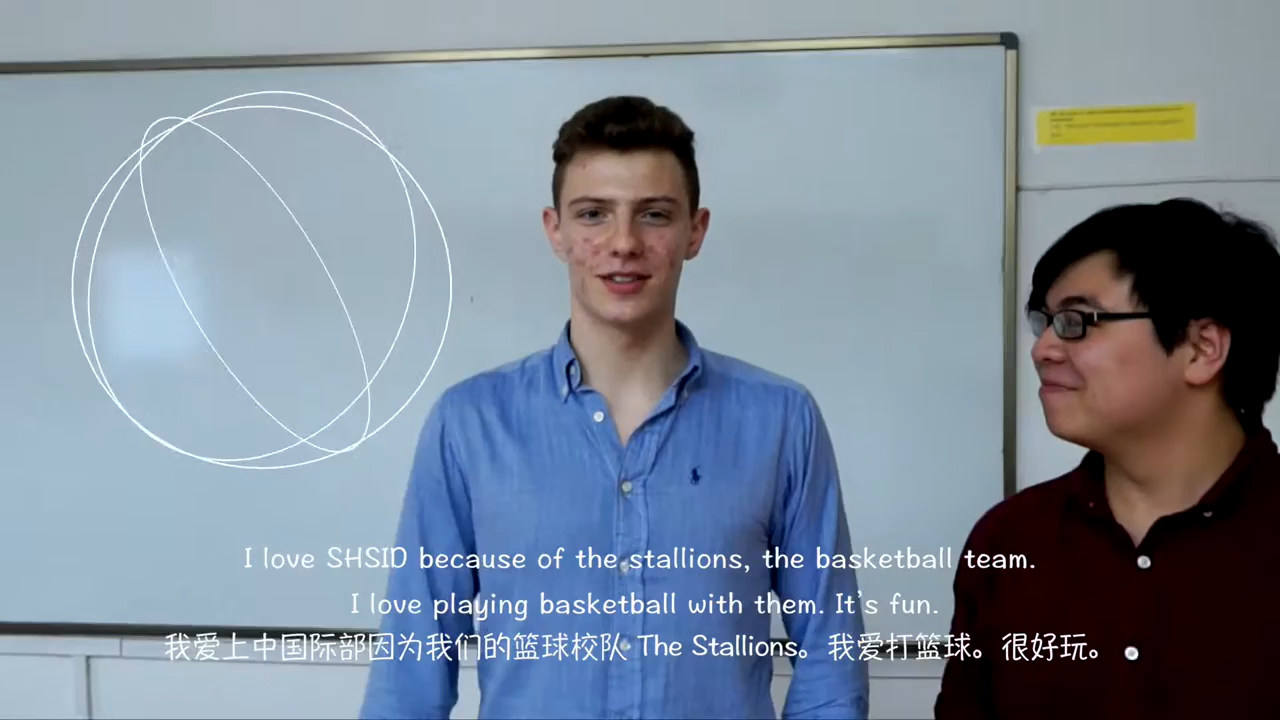 I love SHSID because of the stallions, the basketball team.
I love playing basketball with them. It's fun.
我爱上中国际部因为我们的篮球校队 The Stallions。我爱打篮球。很好玩。